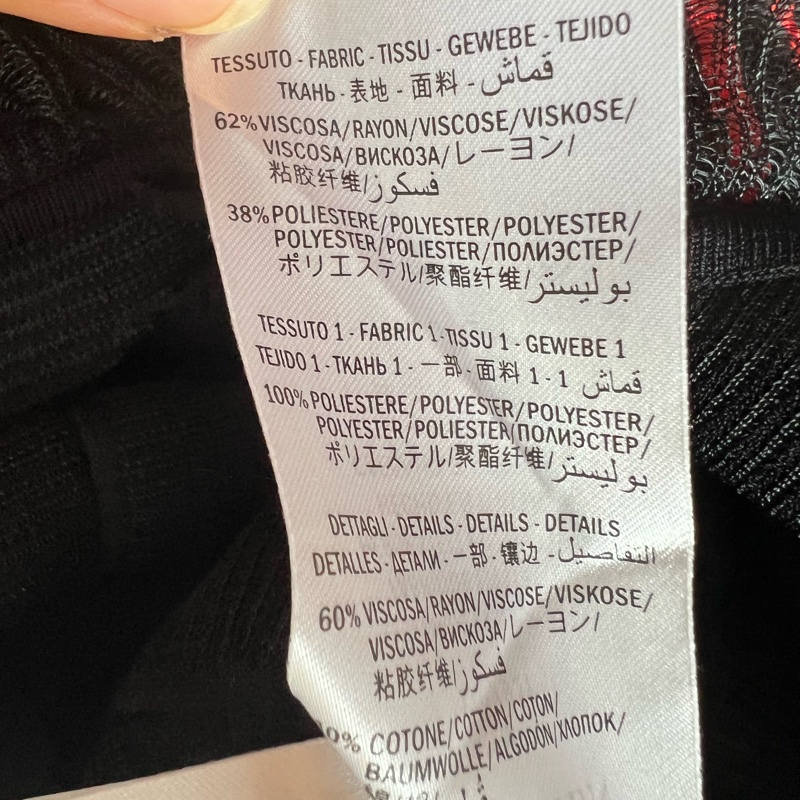 TESSUTO - FABRIC - TISSU - GEWEBE - TEJIDO
ТКАНЬ - 表地 - 面料 - قماش
62% VISCOSA/RAYON/VISCOSE/VISKOSE/
VISCOSA/ВИСКОЗА/レーヨン/
粘胶纤维/فسكوز
38% POLIESTERE/POLYESTER/POLYESTER/
POLYESTER/POLIESTER/ПОЛИЭСТЕР/
ポリエステル/聚酯纤维/بوليستر
TESSUTO 1 - FABRIC 1 - TISSU 1 - GEWEBE 1
TEJIDO 1 - ТКАНЬ 1 - 一部 - 面料 1 - 1 قماش
100% POLIESTERE/POLYESTER/POLYESTER/
POLYESTER/POLIESTER/ПОЛИЭСТЕР/
ポリエステル/聚酯纤维/بوليستر
DETTAGLI - DETAILS - DETAILS - DETAILS
DETALLES - ДЕТАЛИ - 一部 - 镶边 - التفاصيل
60% VISCOSA/RAYON/VISCOSE/VISKOSE/
VISCOSA/ВИСКОЗА/レーヨン/
粘胶纤维/فسكوز
COTONE/COTTON/COTON/
BAUMWOLLE/ALGODON/ХЛОПОК/